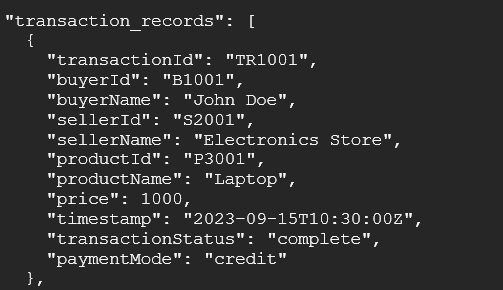 "transaction_records": [
{
"transactionId": "TR1001",
"buyerId": "B1001",
"buyerName": "John Doe",
"sellerId": "S2001",
"sellerName": "Electronics Store",
"productId": "P3001",
"productName": "Laptop",
"price": 1000,
"timestamp": "2023-09-15T10:30:00Z",
"transactionStatus": "complete",
"paymentMode": "credit"
},